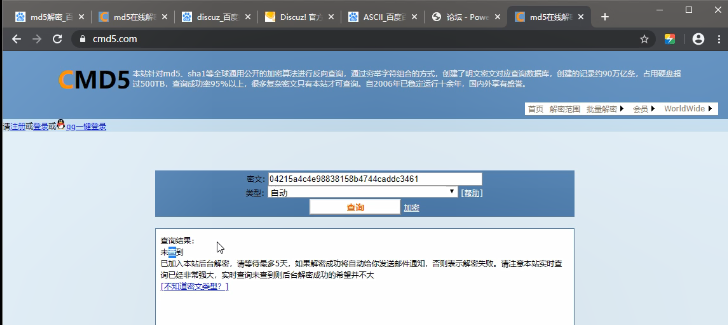 md5解密_百
md5在线解
discuz_百度
Discuz! 官方
ASCII_百度
论坛 - Powe
md5在线解
cmd5.com
CMD5
本站针对md5、sha1等全球通用公开的加密算法进行反向查询，通过穷举字符组合的方式，创建了明文密文对应查询数据库，创建的记录约90万亿条，占用硬盘超
过500TB，查询成功率95%以上，很多复杂密文只有本站才可查询。自2006年已稳定运行十余年，国内外享有盛誉。
首页 解密范围 批量解密 会员 WorldWide
请注册或登录或qq一键登录
密文: 04215a4c4e98838158b4744caddc3461
类型: 自动 [帮助]
查询 加密
查询结果：
未查到
已加入本站后台解密，请等待最多5天，如果解密成功将自动给你发送邮件通知，否则表示解密失败。请注意本站实时查
询已经非常强大，实时查询未查到则后台解密成功的希望并不大
[不知道密文类型？]